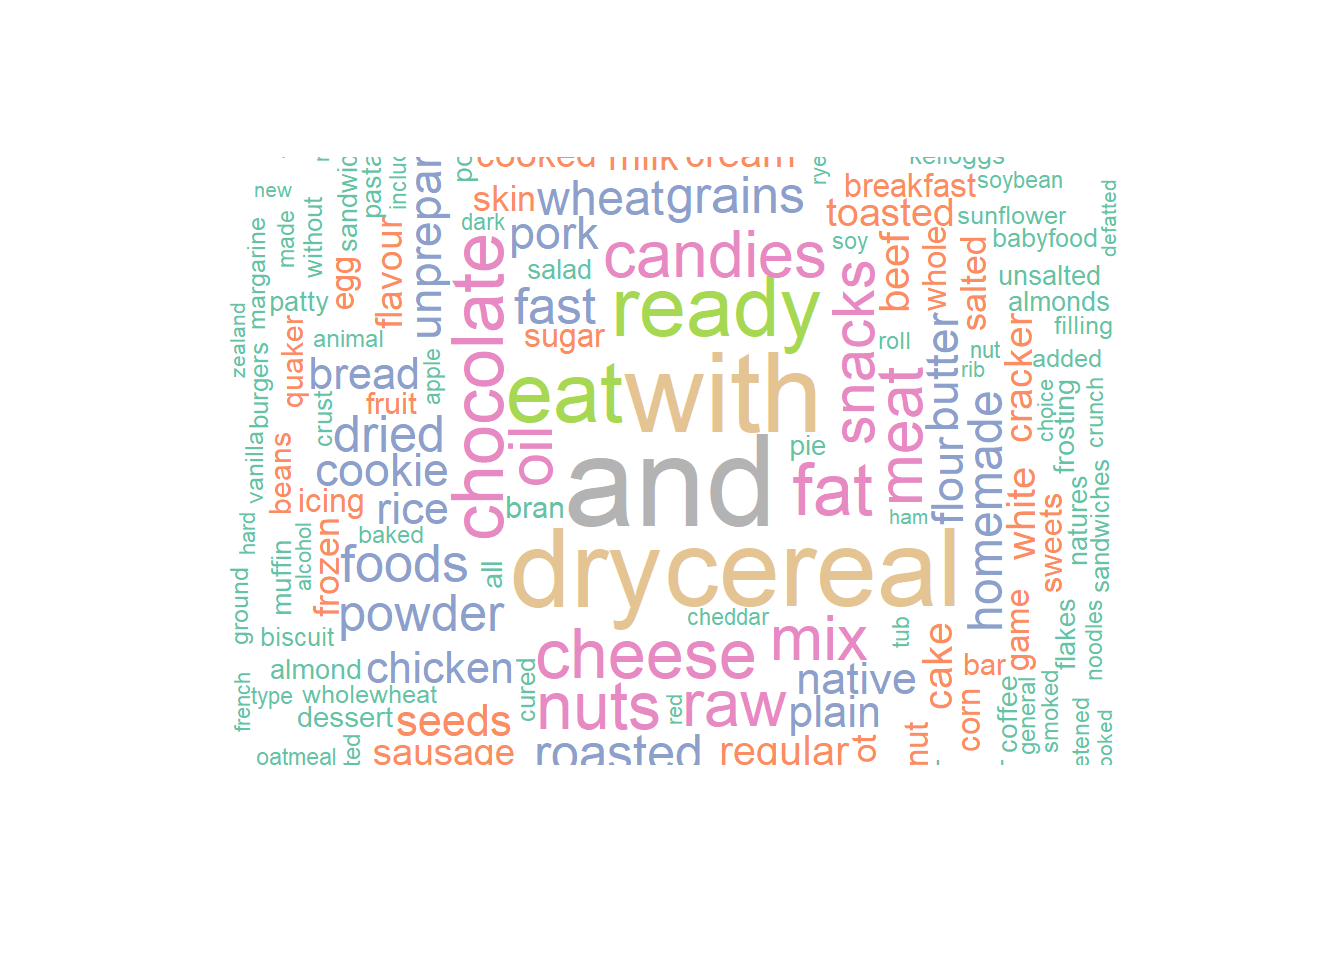 cooked milk cream kelloggs
new sandwic pasta includ po rye
skin wheat grains breakfast soybean
made without flavour unprepar dark pork toasted sunflower defatted
margarine egg salad candies soy beef whole salted babyfood
chocolate unsalted
patty fast ready snacks almonds
zealand quaker animal sugar roll butter cracker filling
burgers bread apple eat with meat nut added
fruit rib choice crunch
crust dried oil homemade frosting
vanilla beans cookie and pie fat flour
icing rice bran white natures sandwiches
hard baked ham
muffin alcohol frozen foods all drycereal sweets
ground powder cheddar
biscuit cheese mix tub cake game flakes noodles
almond chicken cured native bar
french type wholewheat nuts raw red plain corn coffee general smoked
dessert seeds
oatmeal ted sausage roasted regular ot nut etened ooked